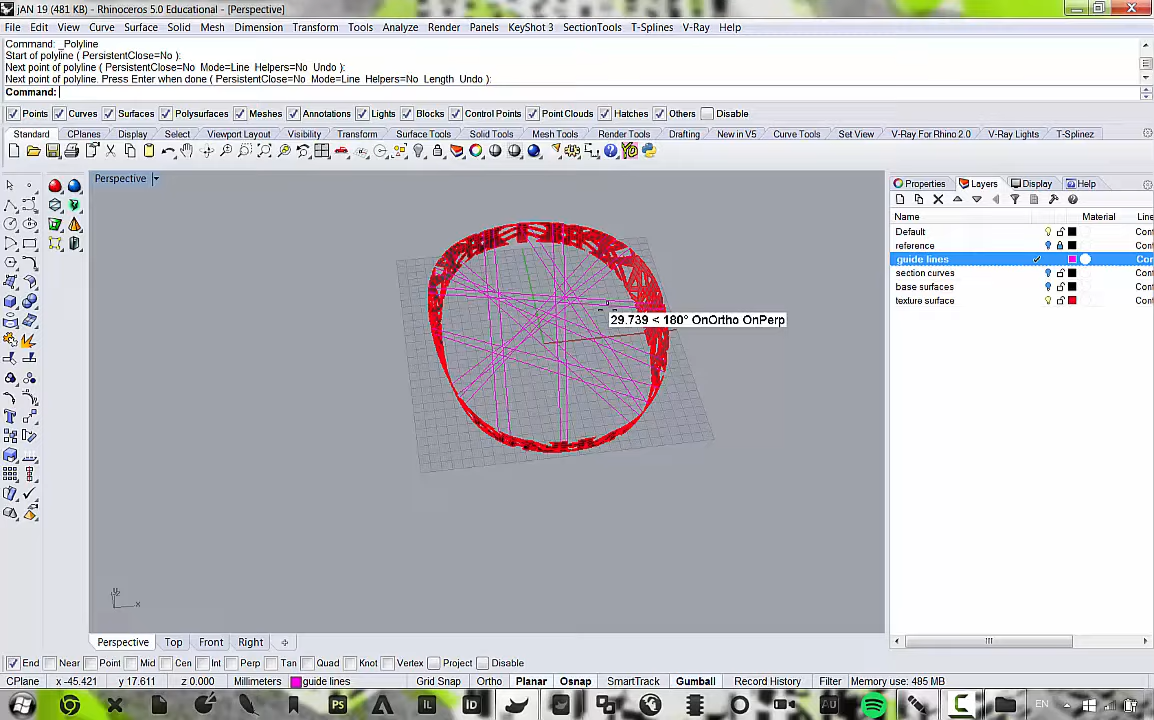 jAN 19 (481 KB) - Rhinoceros 5.0 Educational - [Perspective]
File Edit View Curve Surface Solid Mesh Dimension Transform Tools Analyze Render Panels KeyShot 3 SectionTools T-Splines V-Ray Help
Command: _Polyline
Start of polyline ( PersistentClose=No ):
Next point of polyline ( PersistentClose=No Mode=Line Helpers=No Undo ):
Next point of polyline. Press Enter when done ( PersistentClose=No Mode=Line Helpers=No Length Undo ):
Command:
Points Curves Surfaces Polysurfaces Meshes Annotations Lights Blocks Control Points Point Clouds Hatches Others Disable
Standard CPlanes Display Select Viewport Layout Visibility Transform Surface Tools Solid Tools Mesh Tools Render Tools Drafting New in V5 Curve Tools Set View V-Ray For Rhino 2.0 V-Ray Lights T-Splinez
Perspective
Properties Layers Display Help
Name Material Line
Default
reference
guide lines Con
section curves
base surfaces
texture surface
29.739 < 180° OnOrtho OnPerp
x
Perspective Top Front Right
End Near Point Mid Cen Int Perp Tan Quad Knot Vertex Project Disable
CPlane x -45.421 y 17.611 z 0.000 Millimeters guide lines Grid Snap Ortho Planar Osnap SmartTrack Gumball Record History Filter Memory use: 485 MB
PS IL ID AU EN